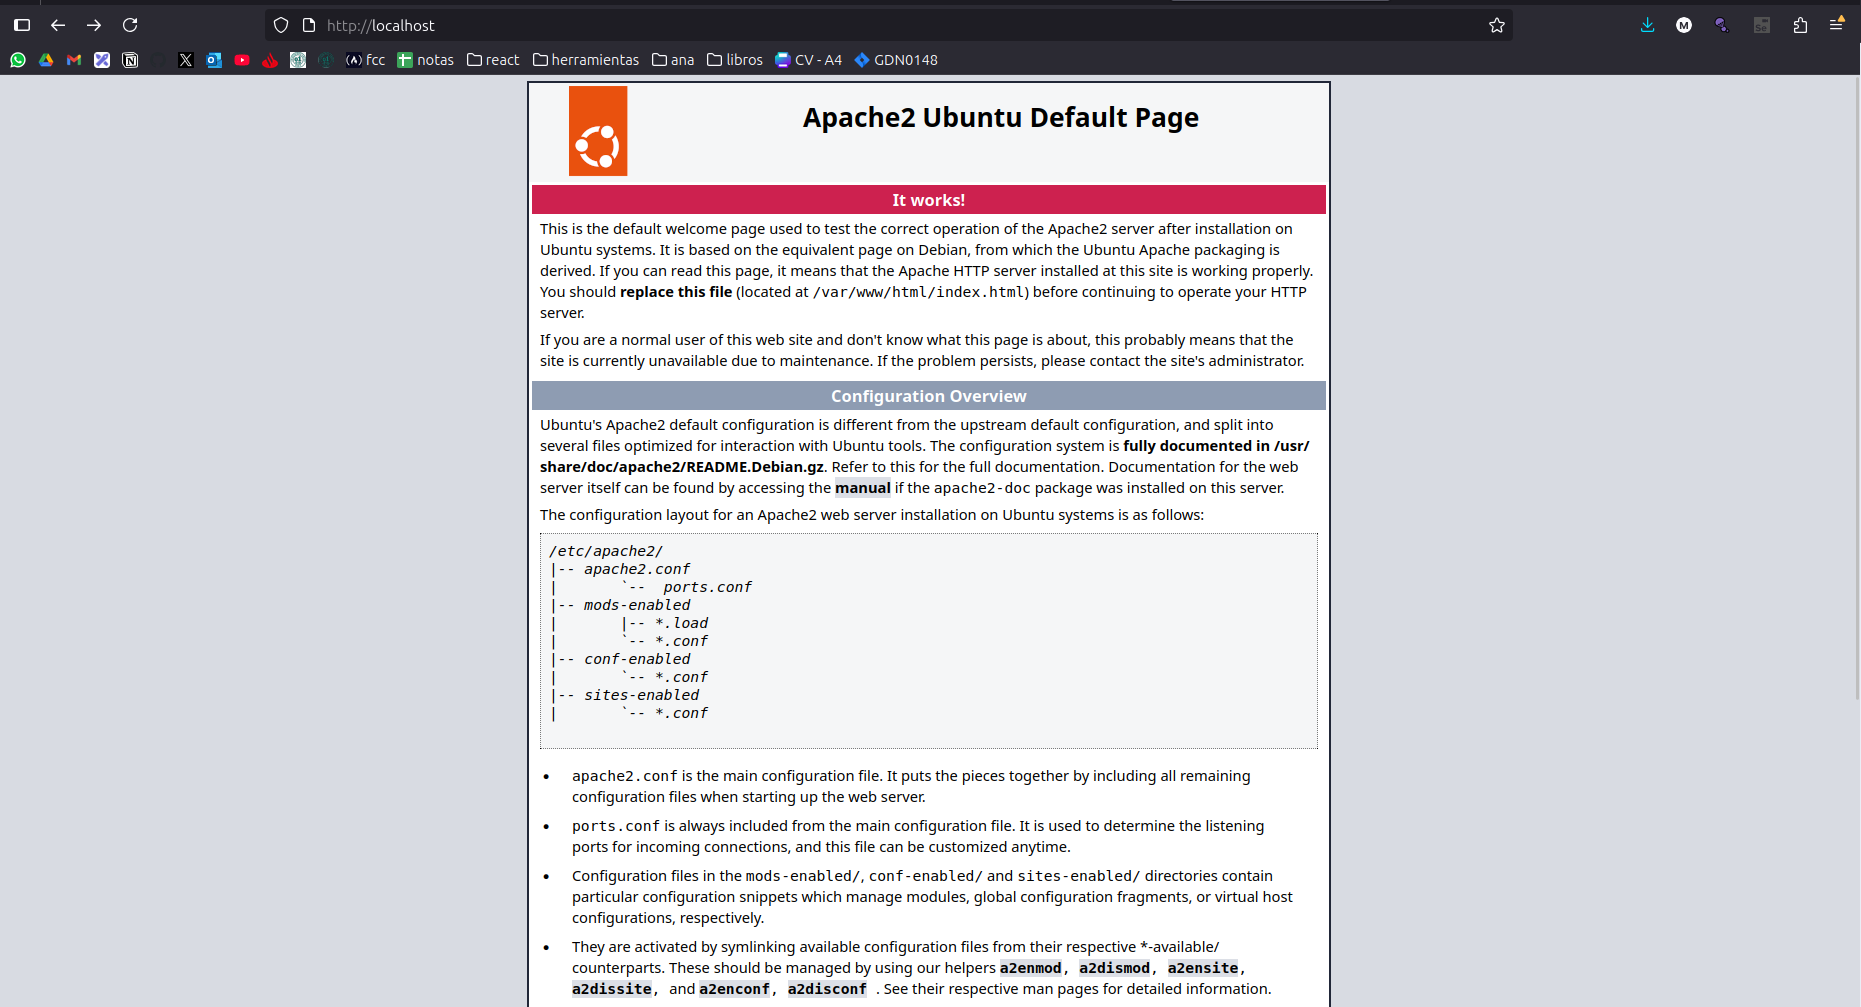 http://localhost
fcc notas react herramientas ana libros CV - A4 GDN0148
Apache2 Ubuntu Default Page
It works!
This is the default welcome page used to test the correct operation of the Apache2 server after installation on
Ubuntu systems. It is based on the equivalent page on Debian, from which the Ubuntu Apache packaging is
derived. If you can read this page, it means that the Apache HTTP server installed at this site is working properly.
You should replace this file (located at /var/www/html/index.html) before continuing to operate your HTTP
server.
If you are a normal user of this web site and don't know what this page is about, this probably means that the
site is currently unavailable due to maintenance. If the problem persists, please contact the site's administrator.
Configuration Overview
Ubuntu's Apache2 default configuration is different from the upstream default configuration, and split into
several files optimized for interaction with Ubuntu tools. The configuration system is fully documented in /usr/
share/doc/apache2/README.Debian.gz. Refer to this for the full documentation. Documentation for the web
server itself can be found by accessing the manual if the apache2-doc package was installed on this server.
The configuration layout for an Apache2 web server installation on Ubuntu systems is as follows:
/etc/apache2/
|-- apache2.conf
|       `--  ports.conf
|-- mods-enabled
|       |-- *.load
|       `-- *.conf
|-- conf-enabled
|       `-- *.conf
|-- sites-enabled
|       `-- *.conf
• apache2.conf is the main configuration file. It puts the pieces together by including all remaining
configuration files when starting up the web server.
• ports.conf is always included from the main configuration file. It is used to determine the listening
ports for incoming connections, and this file can be customized anytime.
• Configuration files in the mods-enabled/, conf-enabled/ and sites-enabled/ directories contain
particular configuration snippets which manage modules, global configuration fragments, or virtual host
configurations, respectively.
• They are activated by symlinking available configuration files from their respective *-available/
counterparts. These should be managed by using our helpers a2enmod, a2dismod, a2ensite,
a2dissite, and a2enconf, a2disconf . See their respective man pages for detailed information.